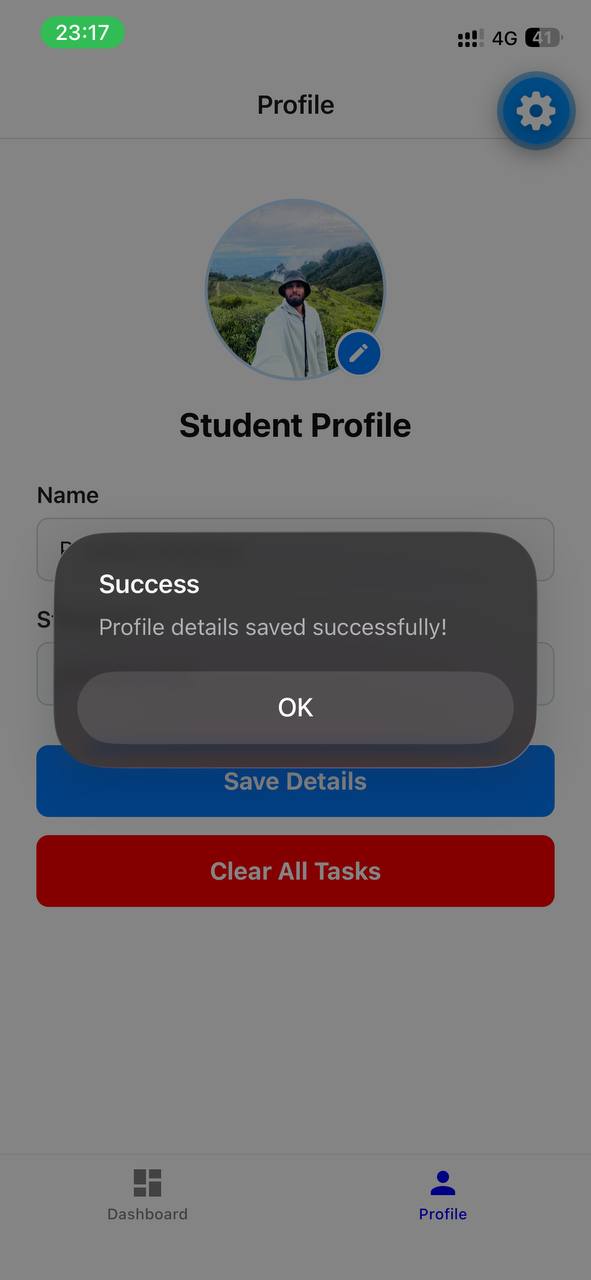 23:17
4G
41
Profile
Student Profile
Name
Success
Profile details saved successfully!
OK
Save Details
Clear All Tasks
Dashboard
Profile